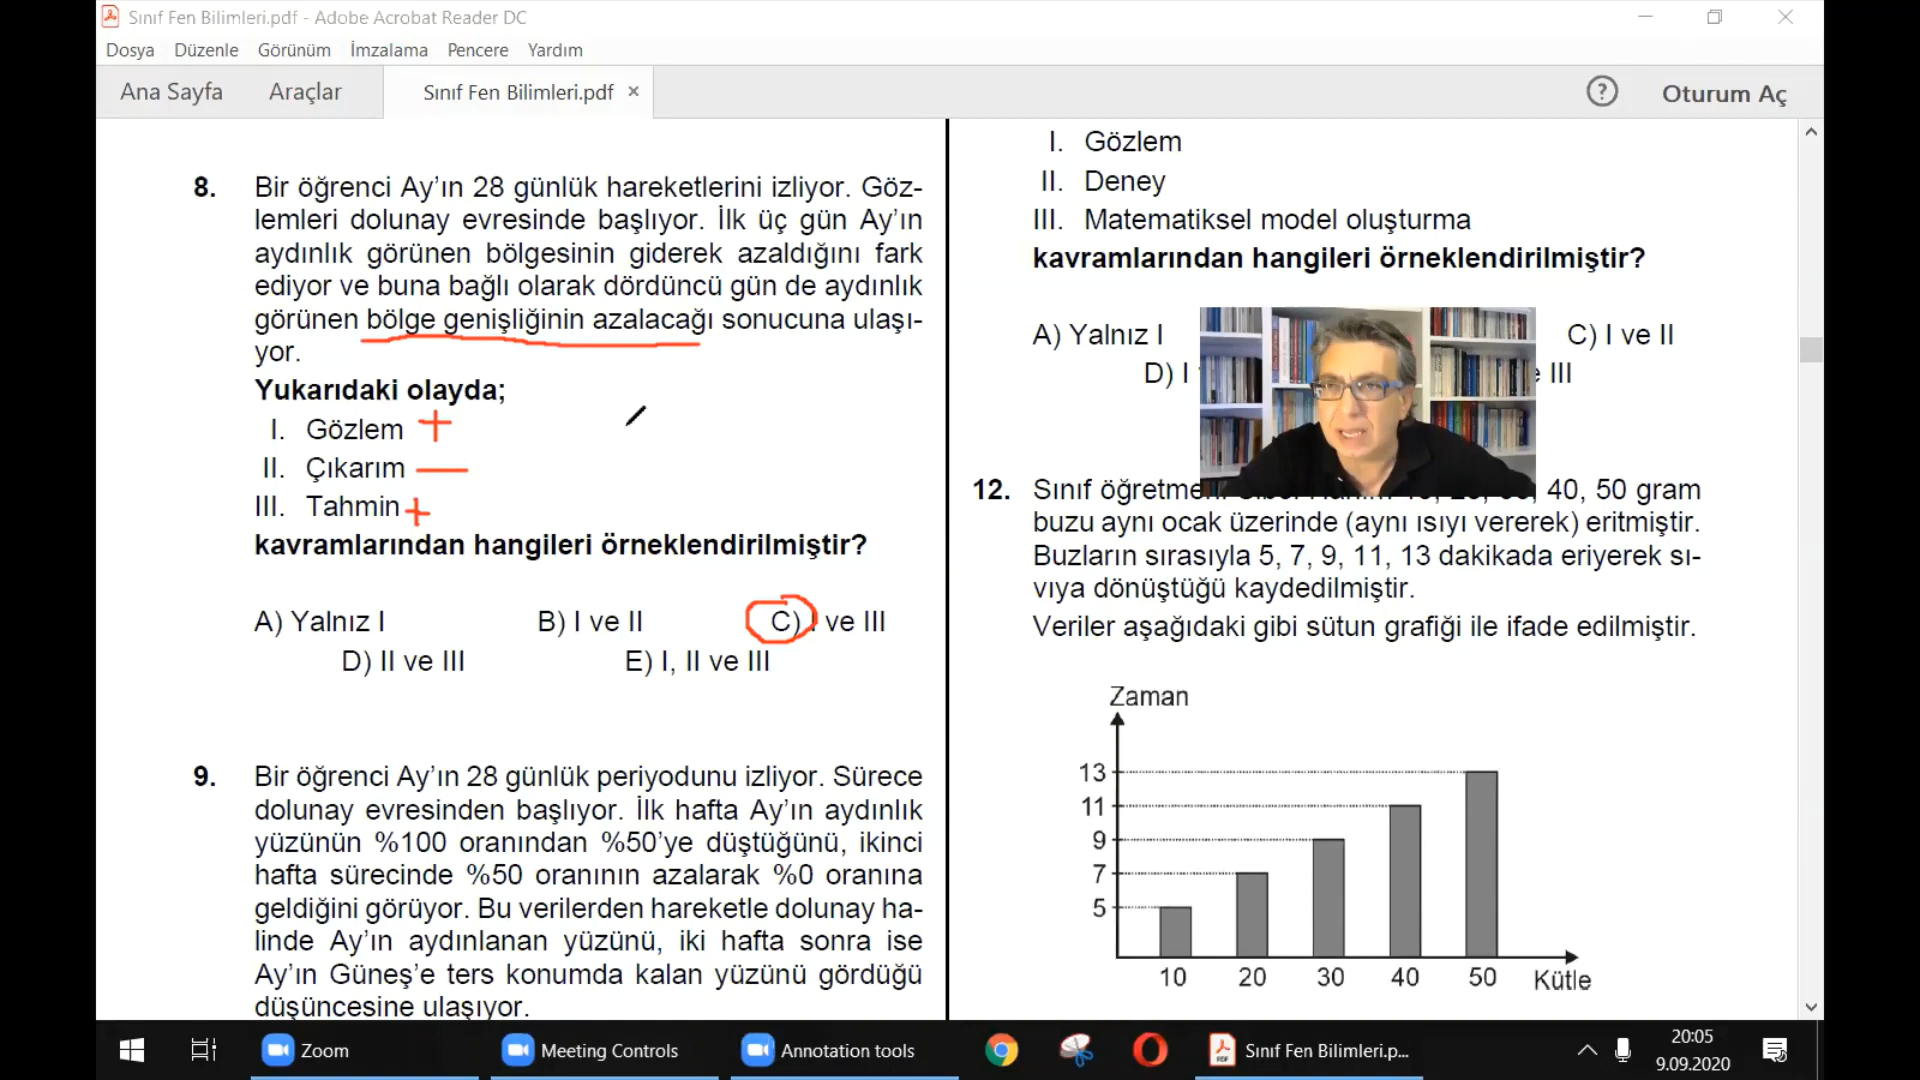 Sınıf Fen Bilimleri.pdf - Adobe Acrobat Reader DC
Dosya Düzenle Görünüm İmzalama Pencere Yardım
Ana Sayfa Araçlar Sınıf Fen Bilimleri.pdf × ? Oturum Aç
8. Bir öğrenci Ay'ın 28 günlük hareketlerini izliyor. Göz-
lemleri dolunay evresinde başlıyor. İlk üç gün Ay'ın
aydınlık görünen bölgesinin giderek azaldığını fark
ediyor ve buna bağlı olarak dördüncü gün de aydınlık
görünen bölge genişliğinin azalacağı sonucuna ulaşı-
yor.
Yukarıdaki olayda;
I. Gözlem +
II. Çıkarım —
III. Tahmin +
kavramlarından hangileri örneklendirilmiştir?
A) Yalnız I B) I ve II C) I ve III
D) II ve III E) I, II ve III
9. Bir öğrenci Ay'ın 28 günlük periyodunu izliyor. Sürece
dolunay evresinden başlıyor. İlk hafta Ay'ın aydınlık
yüzünün %100 oranından %50'ye düştüğünü, ikinci
hafta sürecinde %50 oranının azalarak %0 oranına
geldiğini görüyor. Bu verilerden hareketle dolunay ha-
linde Ay'ın aydınlanan yüzünü, iki hafta sonra ise
Ay'ın Güneş'e ters konumda kalan yüzünü gördüğü
düşüncesine ulaşıyor.
I. Gözlem
II. Deney
III. Matematiksel model oluşturma
kavramlarından hangileri örneklendirilmiştir?
A) Yalnız I C) I ve II
D) I III
12. Sınıf öğretmeni 40, 50 gram
buzu aynı ocak üzerinde (aynı ısıyı vererek) eritmiştir.
Buzların sırasıyla 5, 7, 9, 11, 13 dakikada eriyerek sı-
vıya dönüştüğü kaydedilmiştir.
Veriler aşağıdaki gibi sütun grafiği ile ifade edilmiştir.
Zaman
13
11
9
7
5
10 20 30 40 50 Kütle
Zoom Meeting Controls Annotation tools Sınıf Fen Bilimleri.p... 20:05
9.09.2020